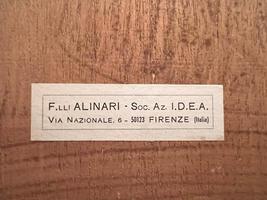 F.lli ALINARI - Soc. Az. I.D.E.A.
Via Nazionale, 6 - 50123 FIRENZE (Italia)